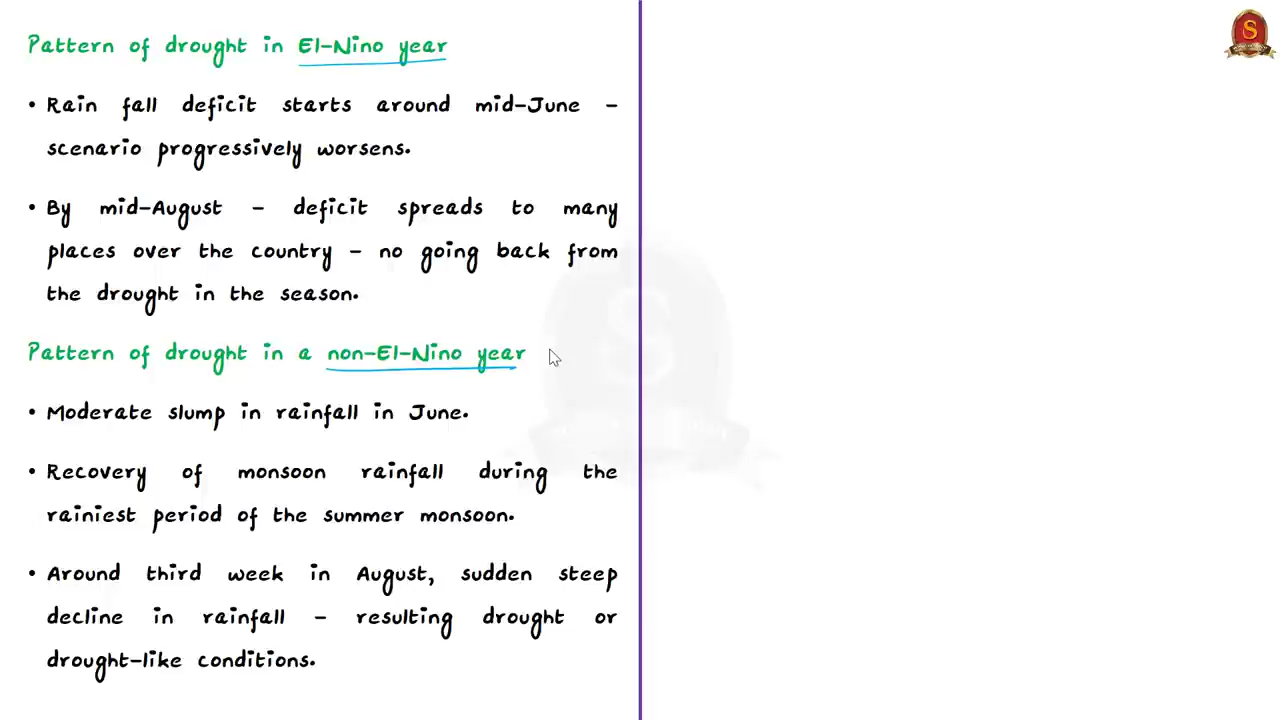 Pattern of drought in El-Nino year
• Rain fall deficit starts around mid-June -
scenario progressively worsens.
• By mid-August - deficit spreads to many
places over the country - no going back from
the drought in the season.
Pattern of drought in a non-El-Nino year
• Moderate slump in rainfall in June.
• Recovery of monsoon rainfall during the
rainiest period of the summer monsoon.
• Around third week in August, sudden steep
decline in rainfall - resulting drought or
drought-like conditions.
S